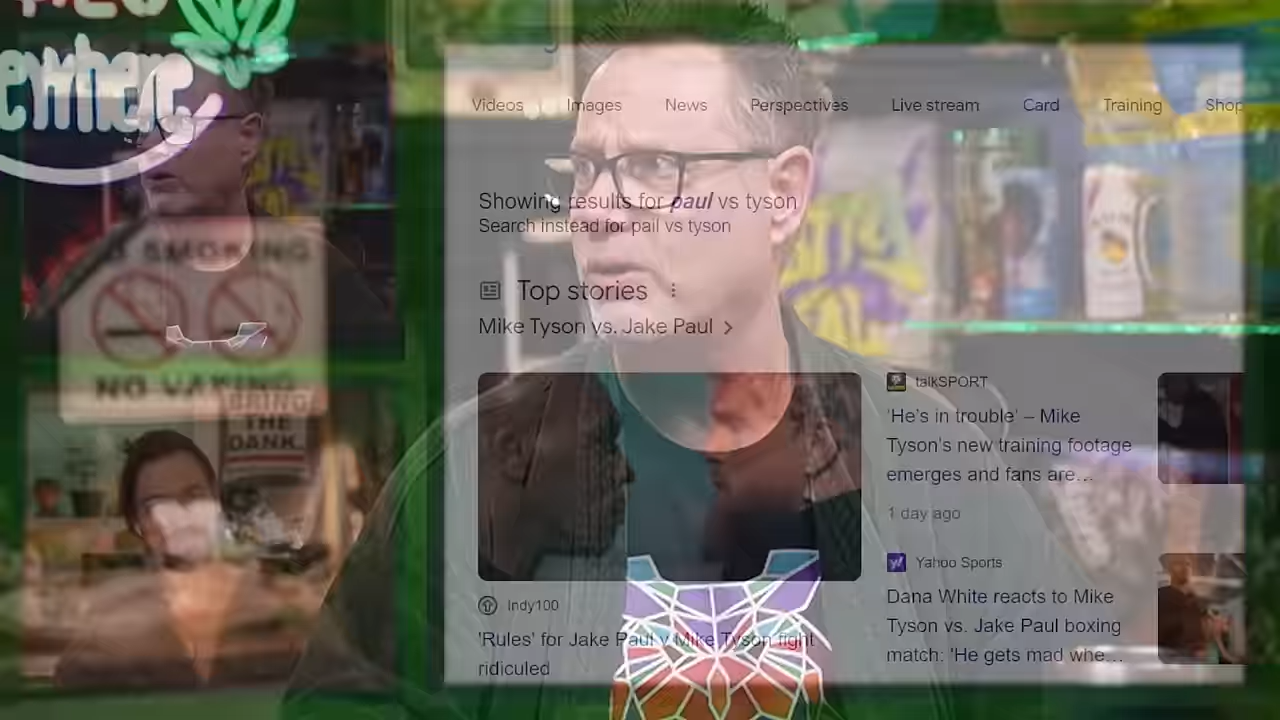 Videos Images News Perspectives Live stream Card Training Shop
Showing results for paul vs tyson
Search instead for pail vs tyson
Top stories
Mike Tyson vs. Jake Paul
talkSPORT
'He's in trouble' – Mike
Tyson's new training footage
emerges and fans are...
1 day ago
Yahoo Sports
Dana White reacts to Mike
Tyson vs. Jake Paul boxing
match: 'He gets mad whe...
Indy100
'Rules' for Jake Paul v Mike Tyson fight
ridiculed
SMOKING
NO VAPING
BRING
THE
DANK.